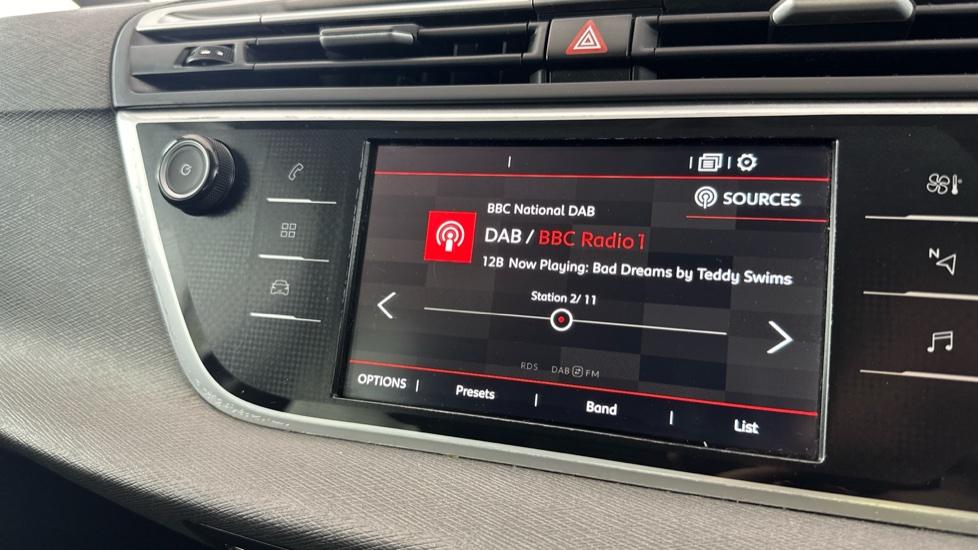 SOURCES
BBC National DAB
DAB / BBC Radio 1
12B Now Playing: Bad Dreams by Teddy Swims
Station 2/ 11
RDS DAB FM
OPTIONS Presets Band List
N